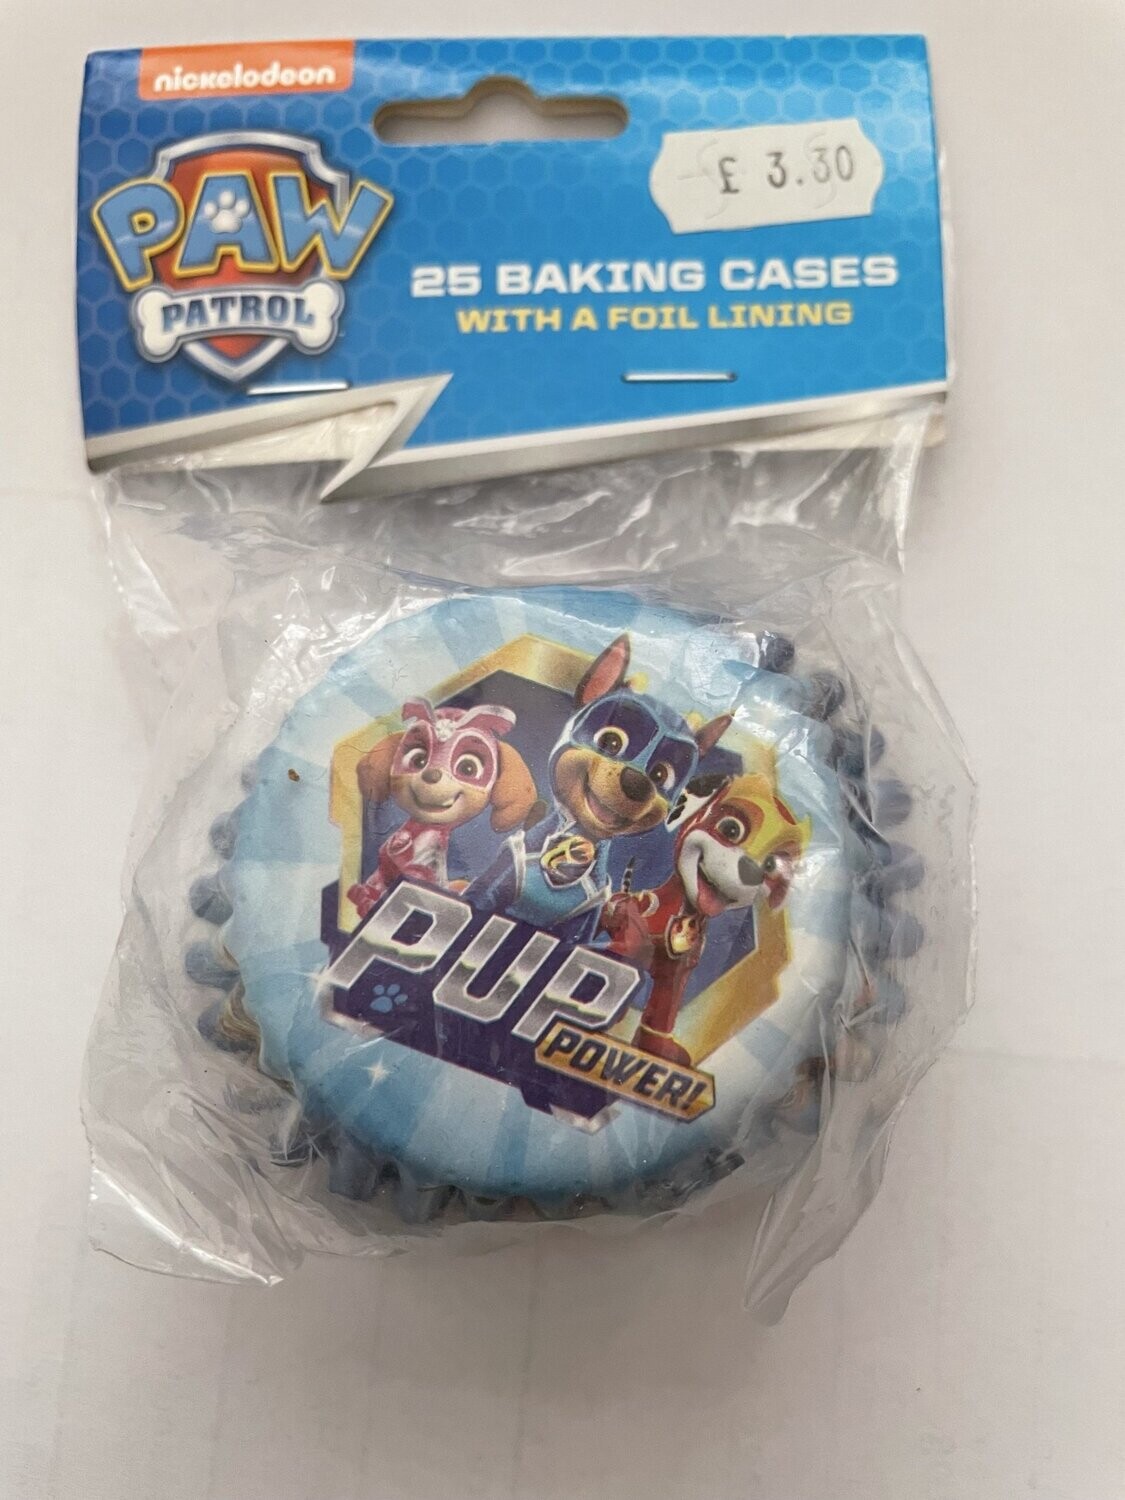 nickelodeon
£ 3.30
PAW
PATROL
25 BAKING CASES
WITH A FOIL LINING
PUP
POWER!